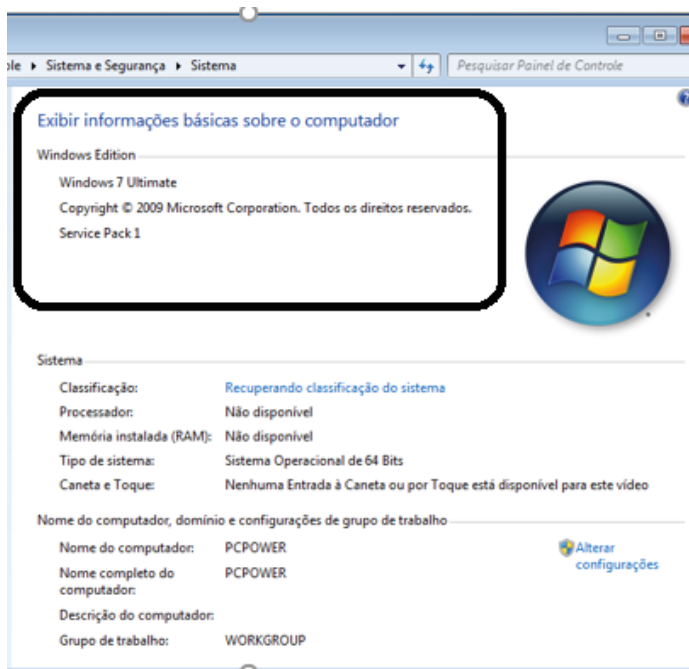 ole ▸ Sistema e Segurança ▸ Sistema
Pesquisar Painel de Controle
Exibir informações básicas sobre o computador
Windows Edition
Windows 7 Ultimate
Copyright © 2009 Microsoft Corporation. Todos os direitos reservados.
Service Pack 1
Sistema
Classificação: Recuperando classificação do sistema
Processador: Não disponível
Memória instalada (RAM): Não disponível
Tipo de sistema: Sistema Operacional de 64 Bits
Caneta e Toque: Nenhuma Entrada à Caneta ou por Toque está disponível para este vídeo
Nome do computador, domínio e configurações de grupo de trabalho
Nome do computador: PCPOWER
Alterar
configurações
Nome completo do PCPOWER
computador:
Descrição do computador:
Grupo de trabalho: WORKGROUP